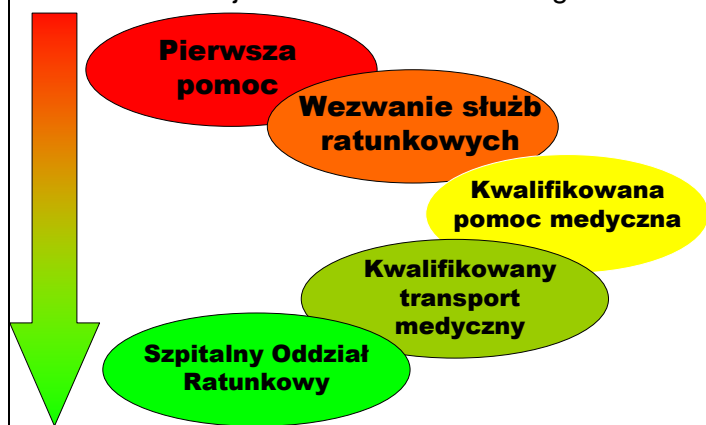 Pierwsza
pomoc
Wezwanie służb
ratunkowych
Kwalifikowana
pomoc medyczna
Kwalifikowany
transport
medyczny
Szpitalny Oddział
Ratunkowy